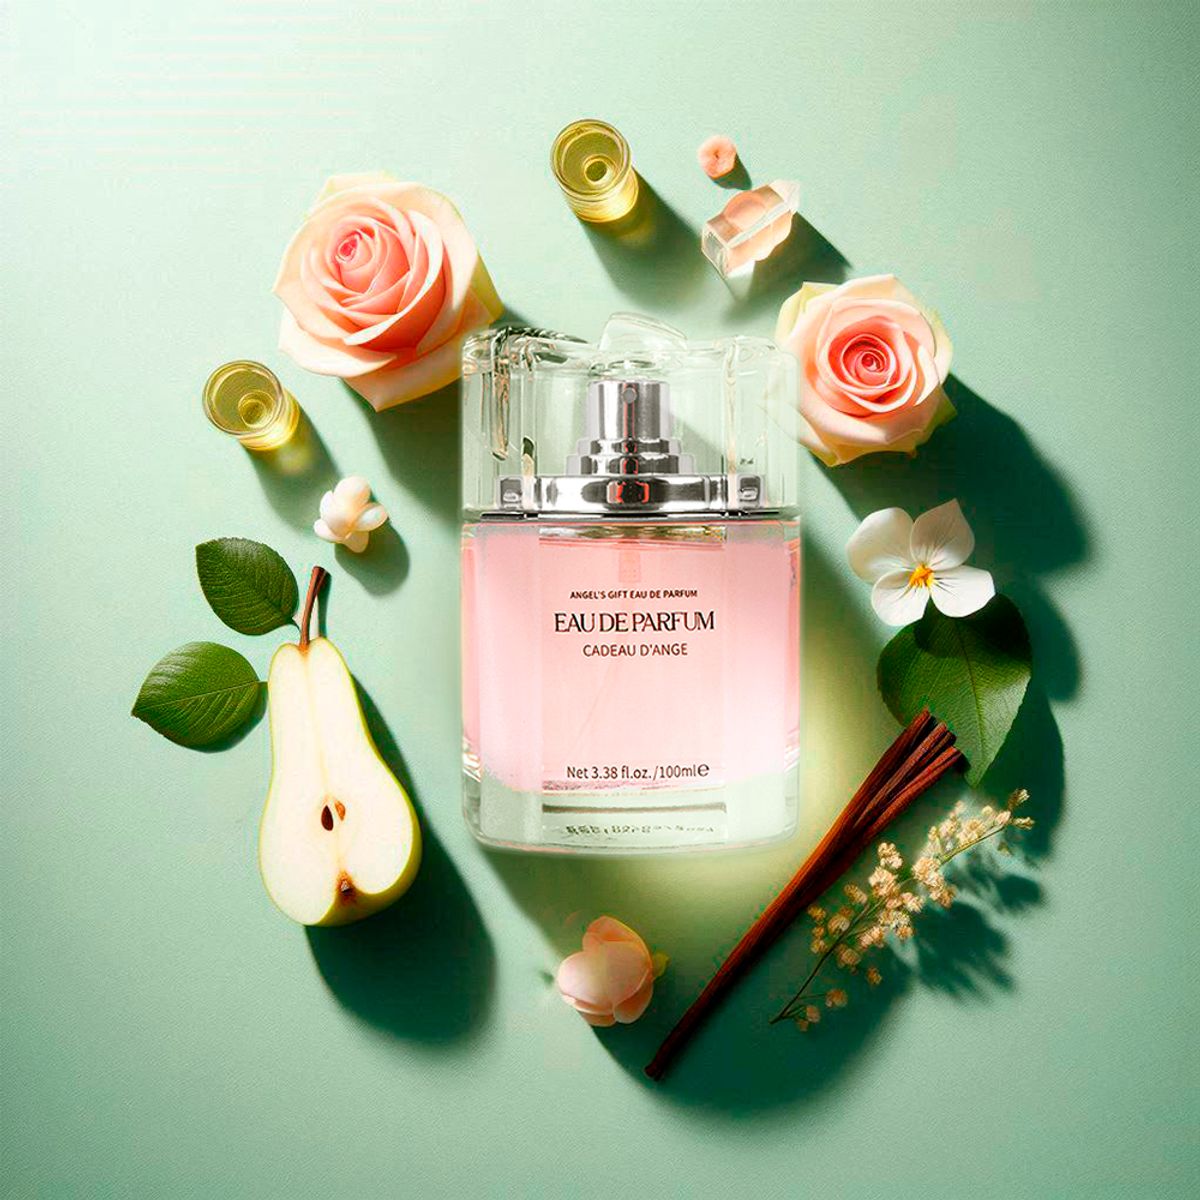 ANGEL'S GIFT EAU DE PARFUM
EAU DE PARFUM
CADEAU D'ANGE
Net 3.38 fl.oz./100ml℮